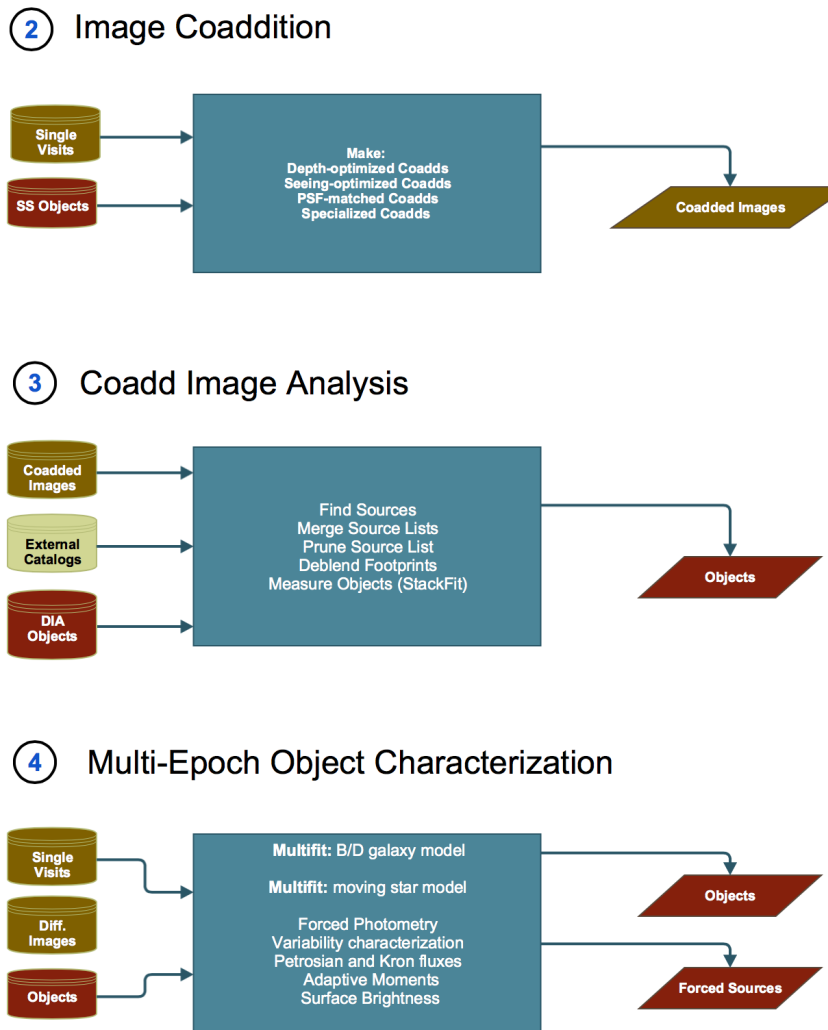 2 Image Coaddition
Single
Visits
SS Objects
Make:
Depth-optimized Coadds
Seeing-optimized Coadds
PSF-matched Coadds
Specialized Coadds
Coadded Images
3 Coadd Image Analysis
Coadded
Images
External
Catalogs
DIA
Objects
Find Sources
Merge Source Lists
Prune Source List
Deblend Footprints
Measure Objects (StackFit)
Objects
4 Multi-Epoch Object Characterization
Single
Visits
Diff.
Images
Objects
Multifit: B/D galaxy model
Multifit: moving star model
Forced Photometry
Variability characterization
Petrosian and Kron fluxes
Adaptive Moments
Surface Brightness
Objects
Forced Sources